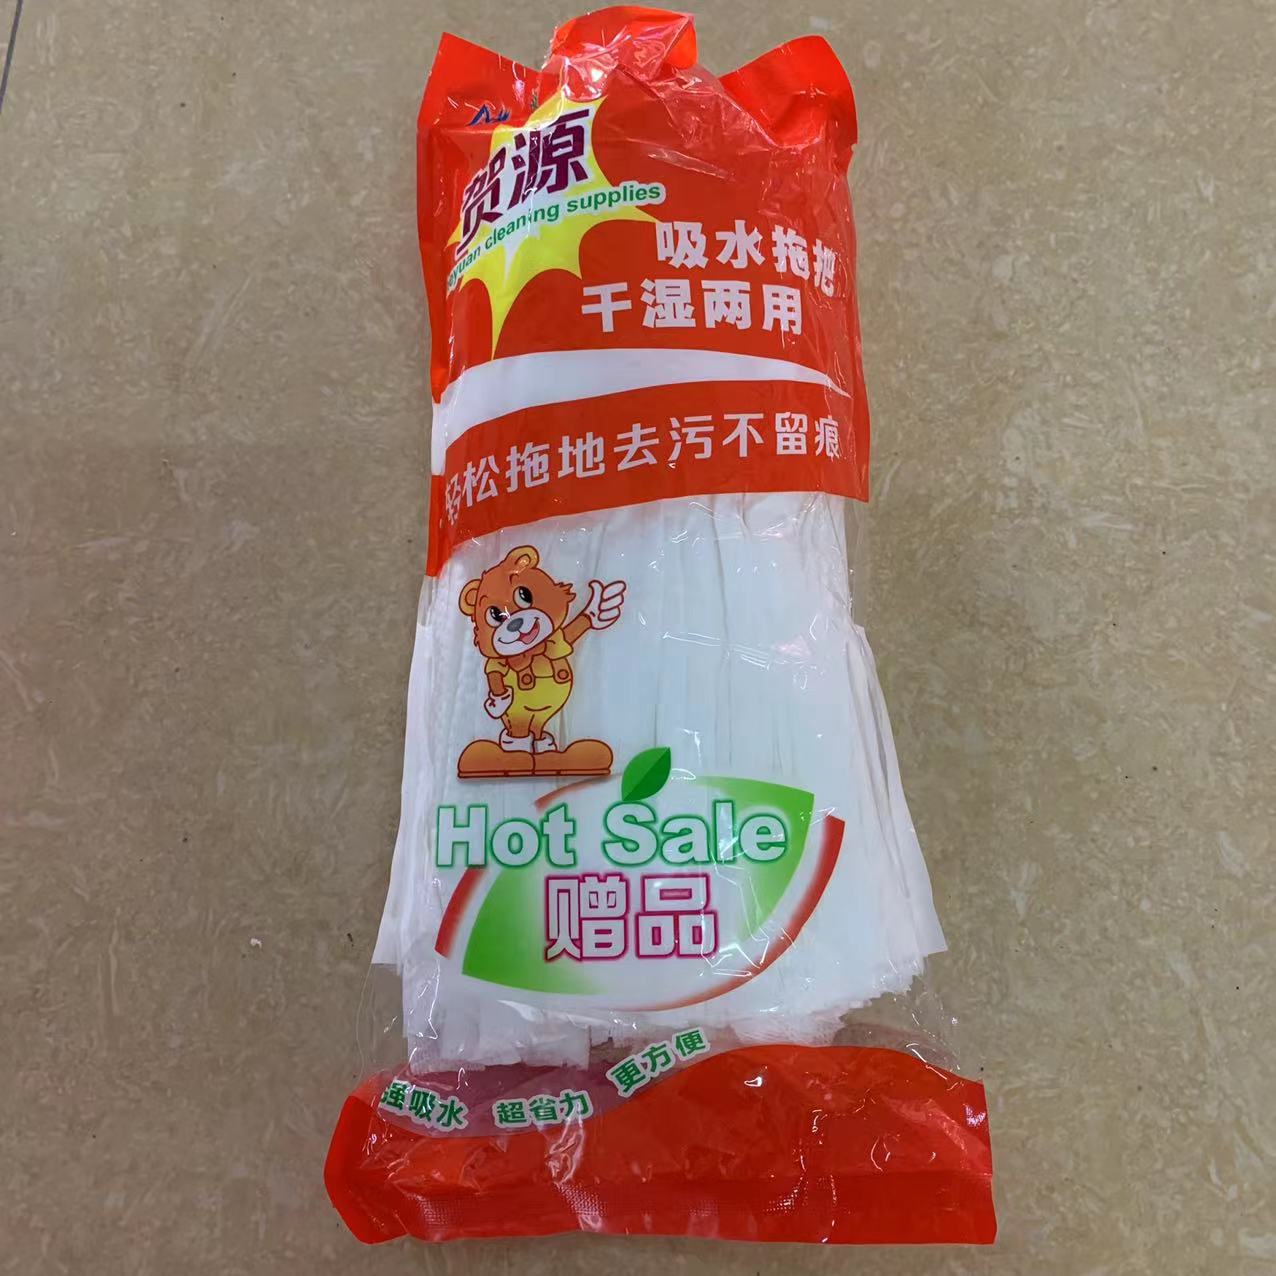 贺源
cleaning supplies
吸水拖把
干湿两用
轻松拖地去污不留痕
Hot Sale
赠品
强吸水 超省力 更方便